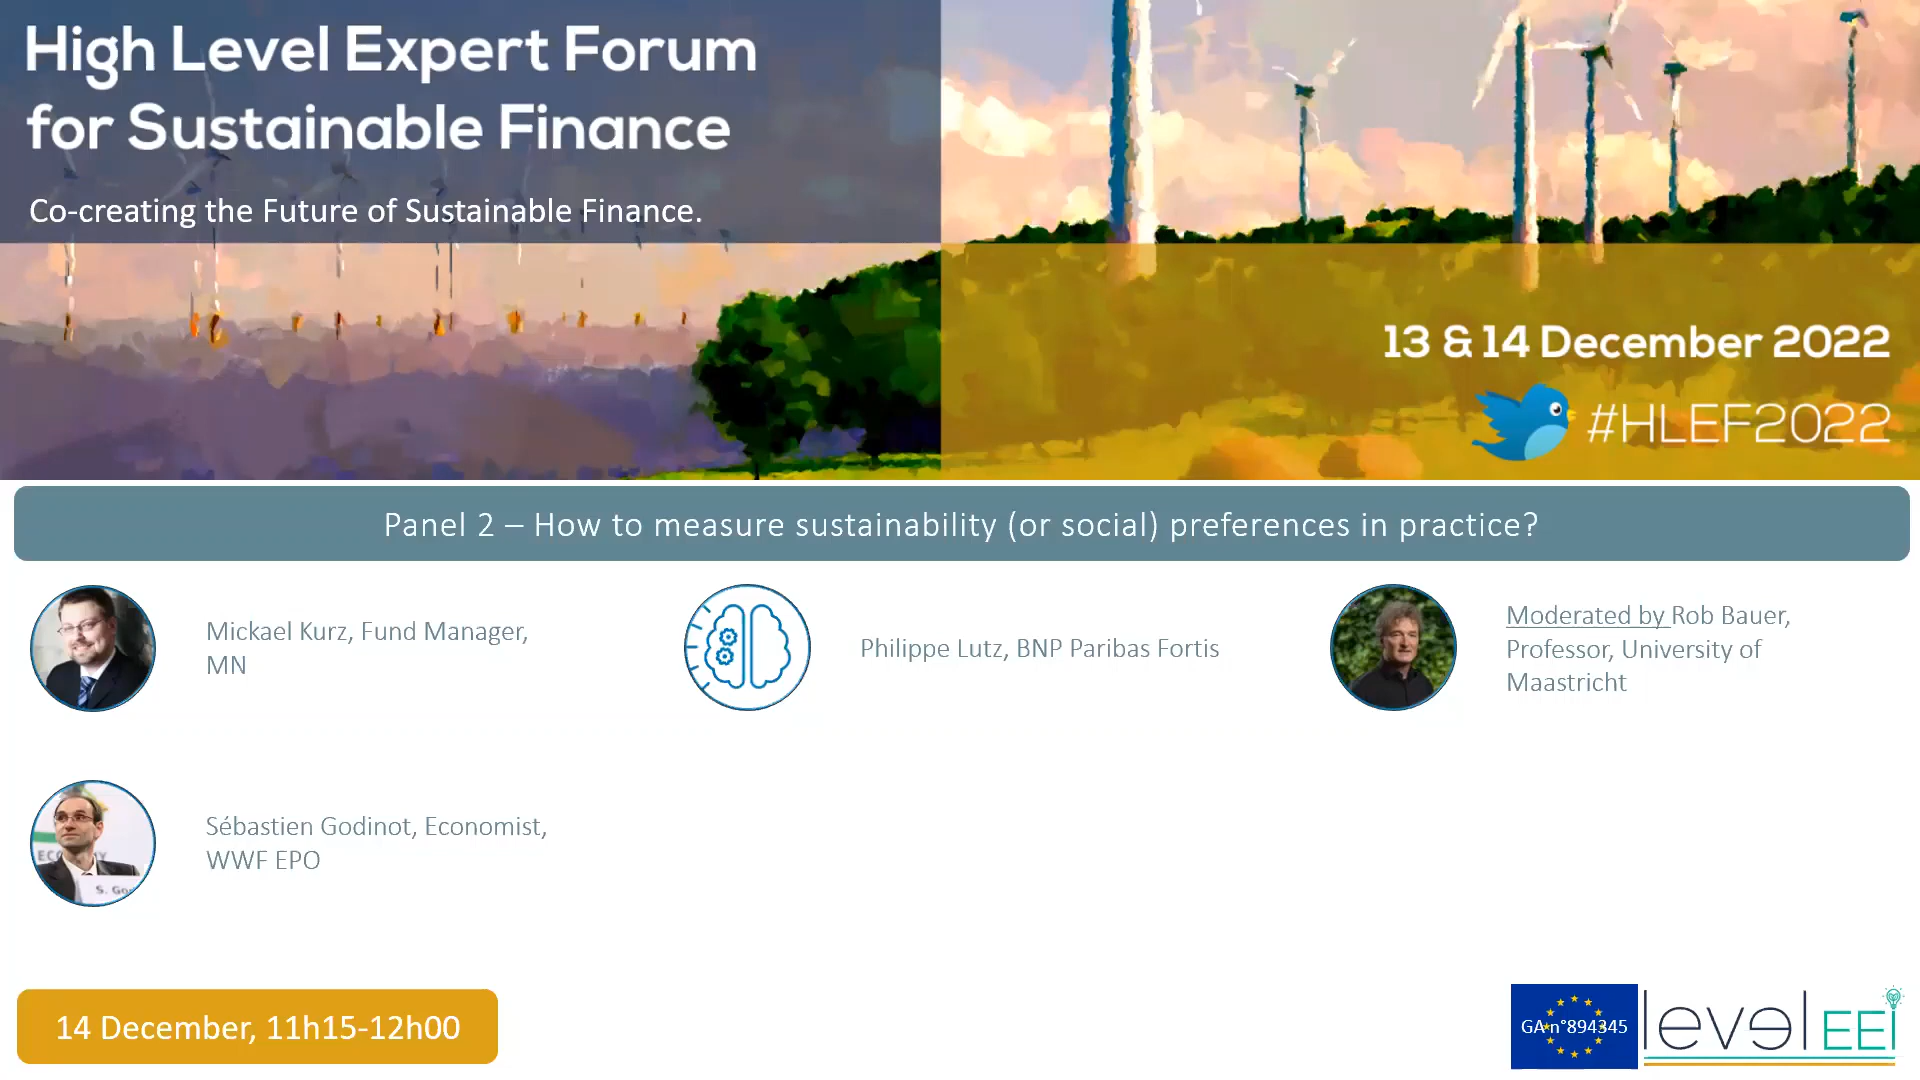 High Level Expert Forum
for Sustainable Finance
Co-creating the Future of Sustainable Finance.
13 & 14 December 2022
#HLEF2022
Panel 2 – How to measure sustainability (or social) preferences in practice?
Mickael Kurz, Fund Manager,
MN
Philippe Lutz, BNP Paribas Fortis
Moderated by Rob Bauer,
Professor, University of
Maastricht
Sébastien Godinot, Economist,
WWF EPO
S. Go
14 December, 11h15-12h00
GA n°894345
level EEI